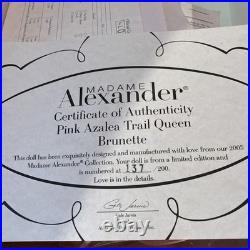 MADAME
Alexander®
Certificate of Authenticity
Pink Azalea Trail Queen
Brunette
This doll has been exquisitely designed and manufactured with love from our 2005
Madame Alexander® Collection. Your doll is from a limited edition and
is numbered 137 /200.
Love is in the details.
Gale Jarvis